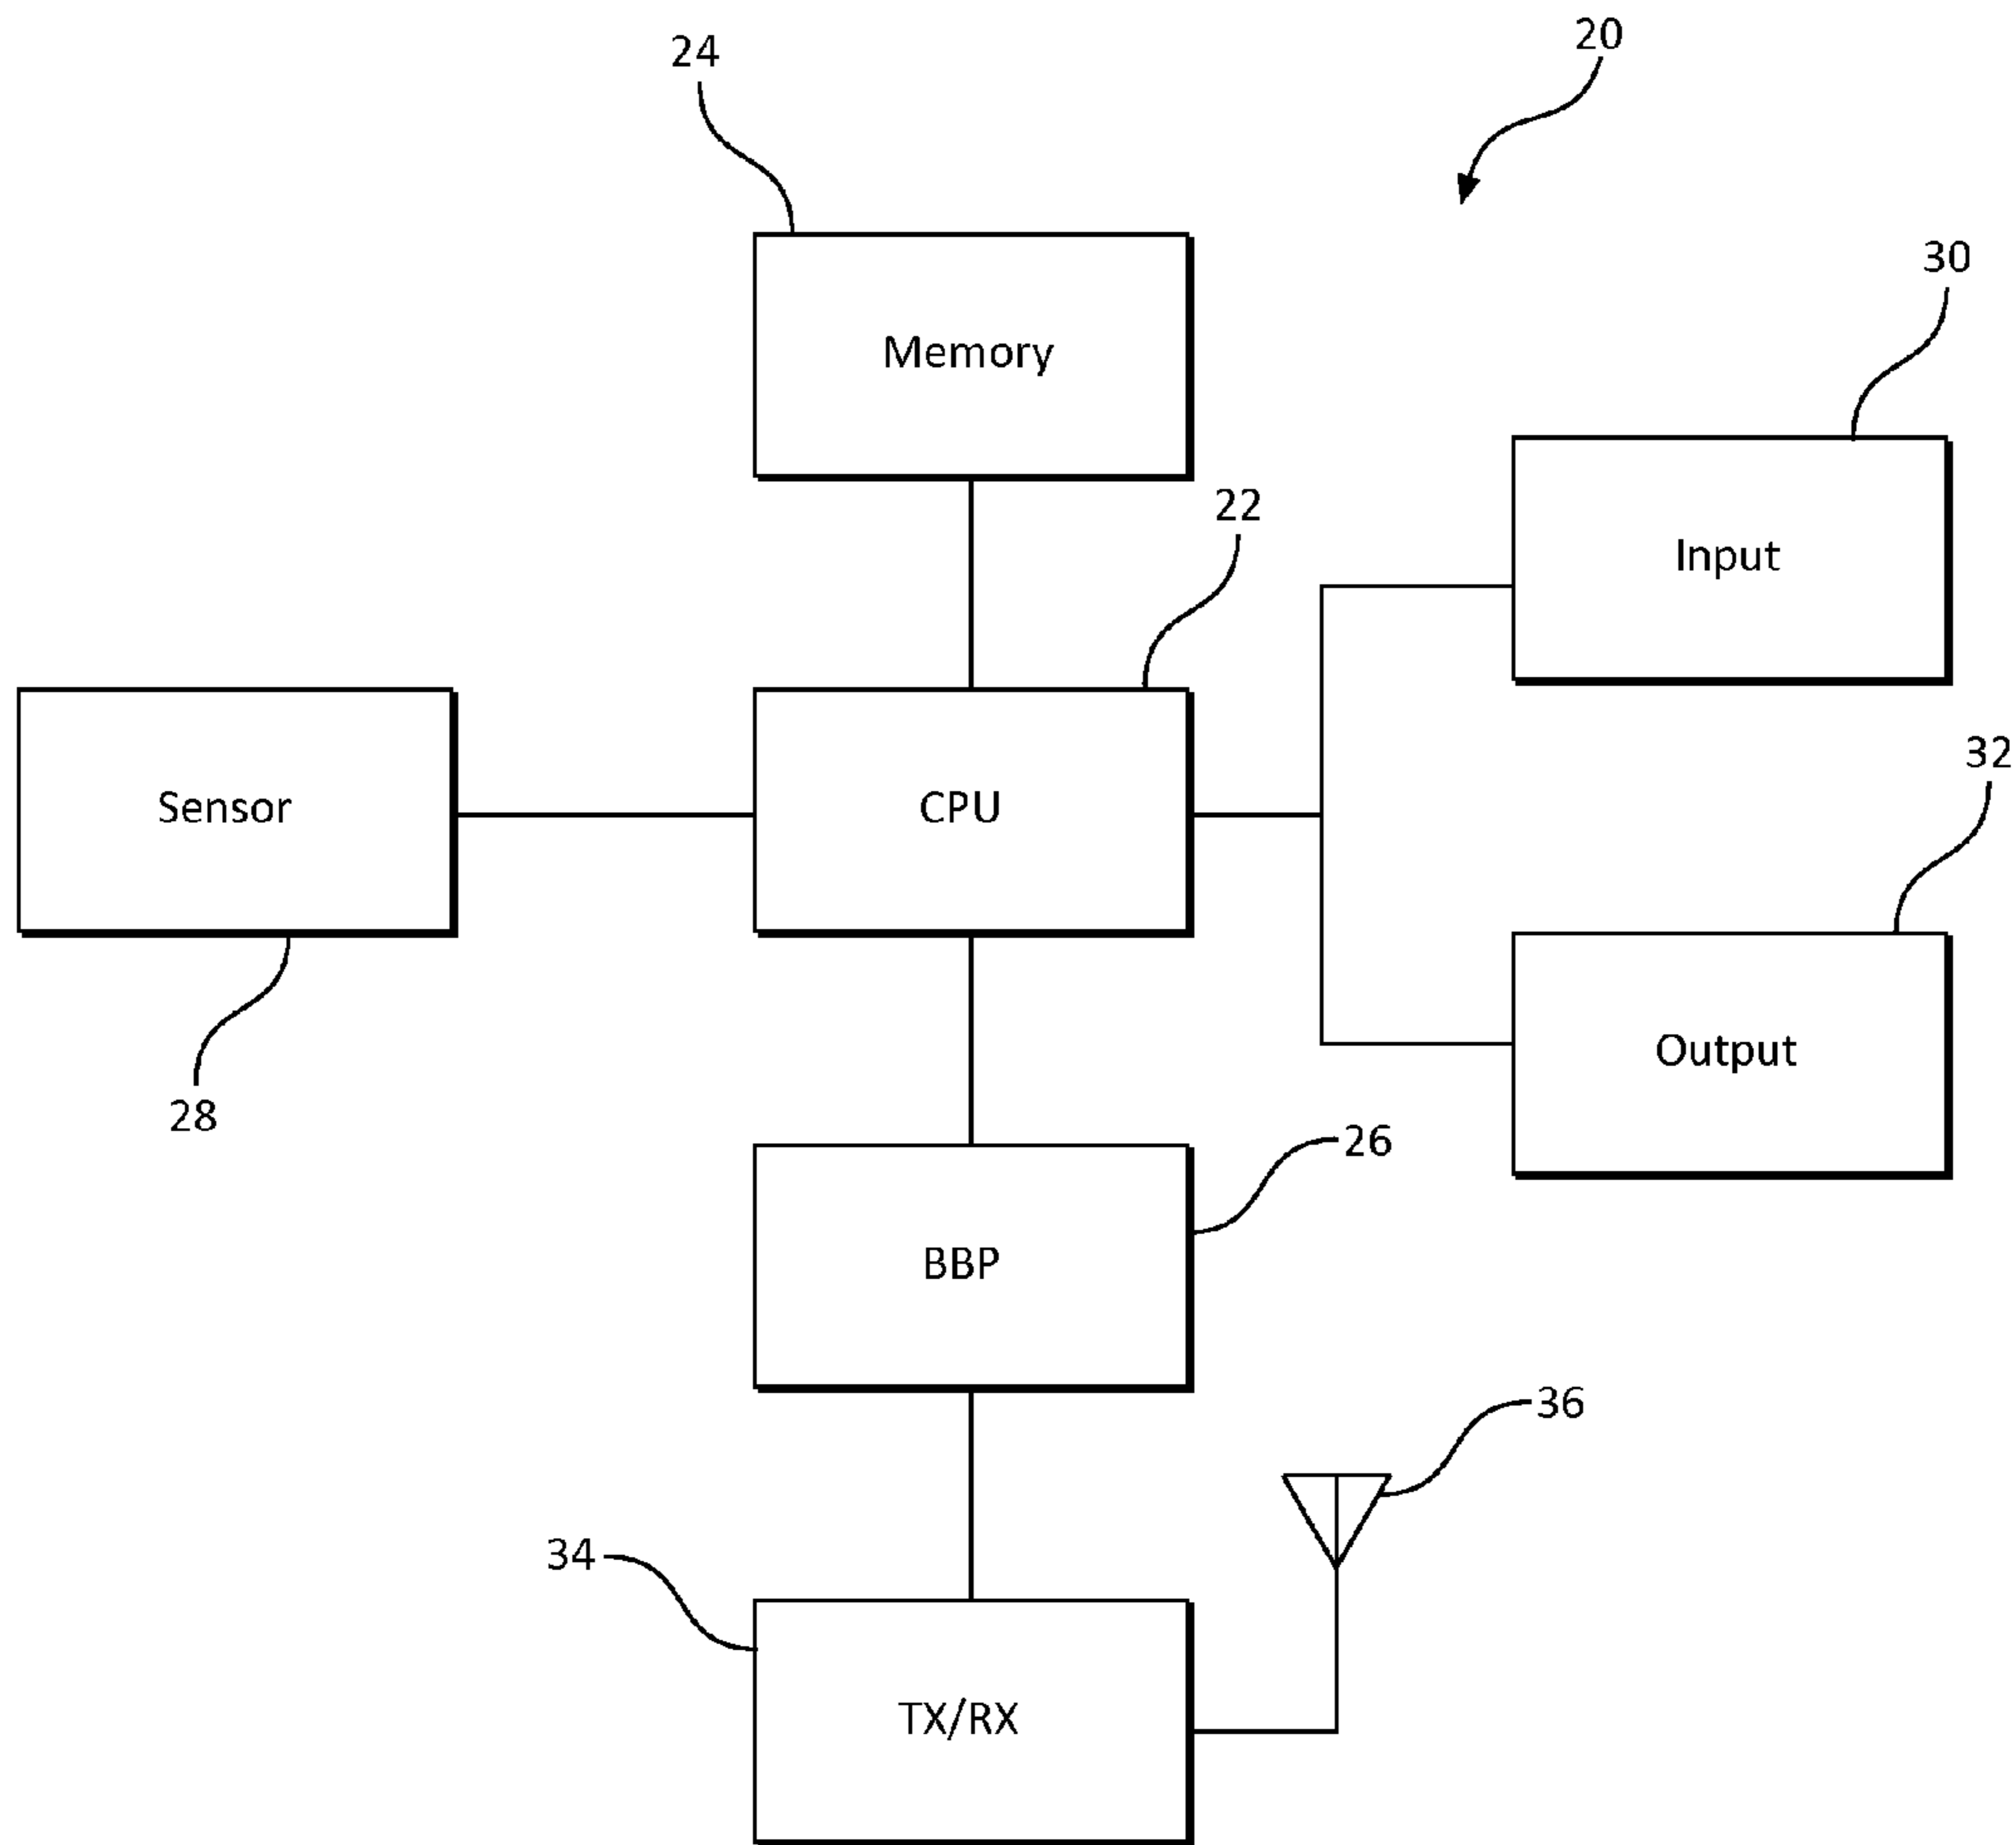 20
24
30
Memory
22
Input
32
Sensor
CPU
Output
28
26
BBP
36
34
TX/RX